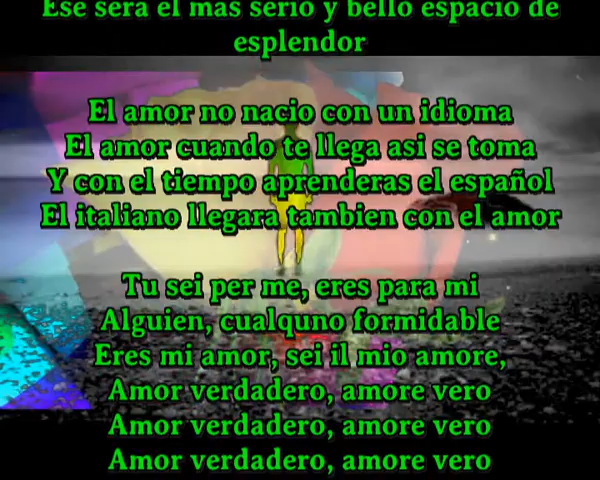 Ese sera el mas serio y bello espacio de
esplendor
El amor no nacio con un idioma
El amor cuando te llega asi se toma
Y con el tiempo aprenderas el español
El italiano llegara tambien con el amor
Tu sei per me, eres para mi
Alguien, cualquno formidable
Eres mi amor, sei il mio amore,
Amor verdadero, amore vero
Amor verdadero, amore vero
Amor verdadero, amore vero